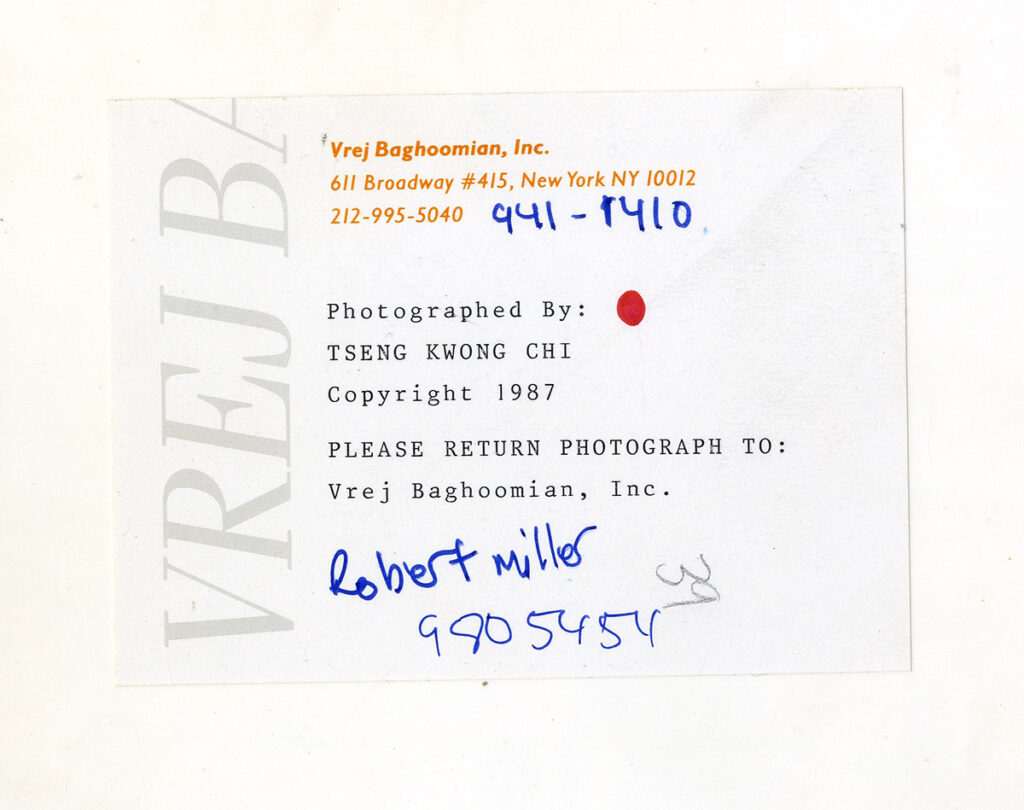 VREJ BA
Vrej Baghoomian, Inc.
611 Broadway #415, New York NY 10012
212-995-5040 941-1410
Photographed By:
TSENG KWONG CHI
Copyright 1987
PLEASE RETURN PHOTOGRAPH TO:
Vrej Baghoomian, Inc.
Robert Miller
9805454